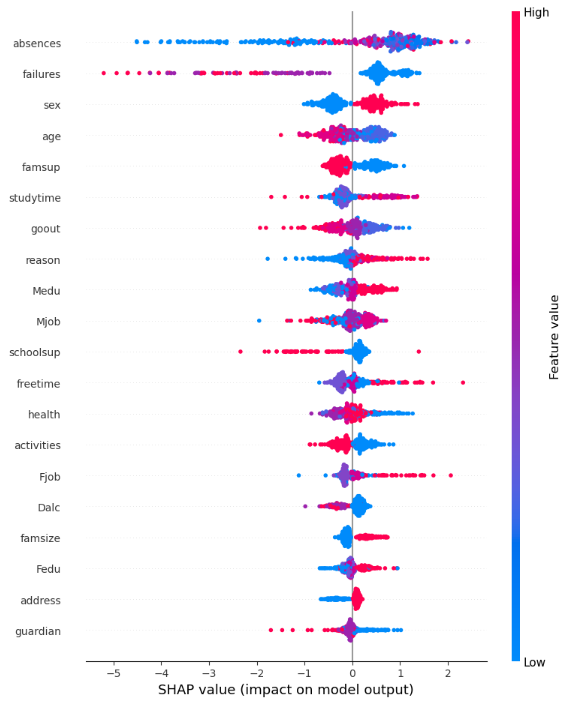 High
absences
failures
sex
age
famsup
studytime
goout
reason
Medu
Mjob
schoolsup
freetime
health
activities
Fjob
Dalc
famsize
Fedu
address
guardian
Feature value
Low
−5 −4 −3 −2 −1 0 1 2
SHAP value (impact on model output)